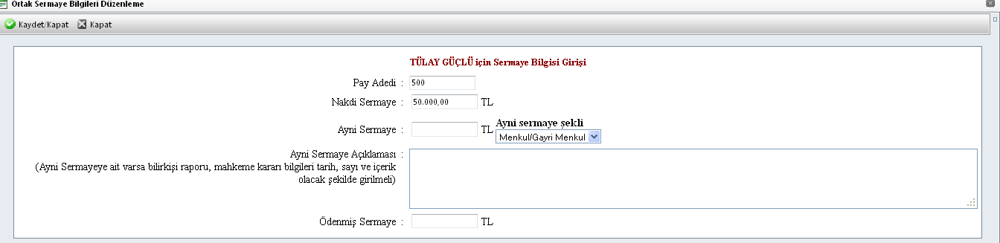 Ortak Sermaye Bilgileri Düzenleme
Kaydet/Kapat Kapat
TÜLAY GÜÇLÜ için Sermaye Bilgisi Girişi
Pay Adedi : 500
Nakdi Sermaye : 50.000,00 TL
Ayni sermaye şekli
Ayni Sermaye : TL Menkul/Gayri Menkul
Ayni Sermaye Açıklaması :
(Ayni Sermayeye ait varsa bilirkişi raporu, mahkeme kararı bilgileri tarih, sayı ve içerik
olacak şekilde girilmeli)
Ödenmiş Sermaye : TL